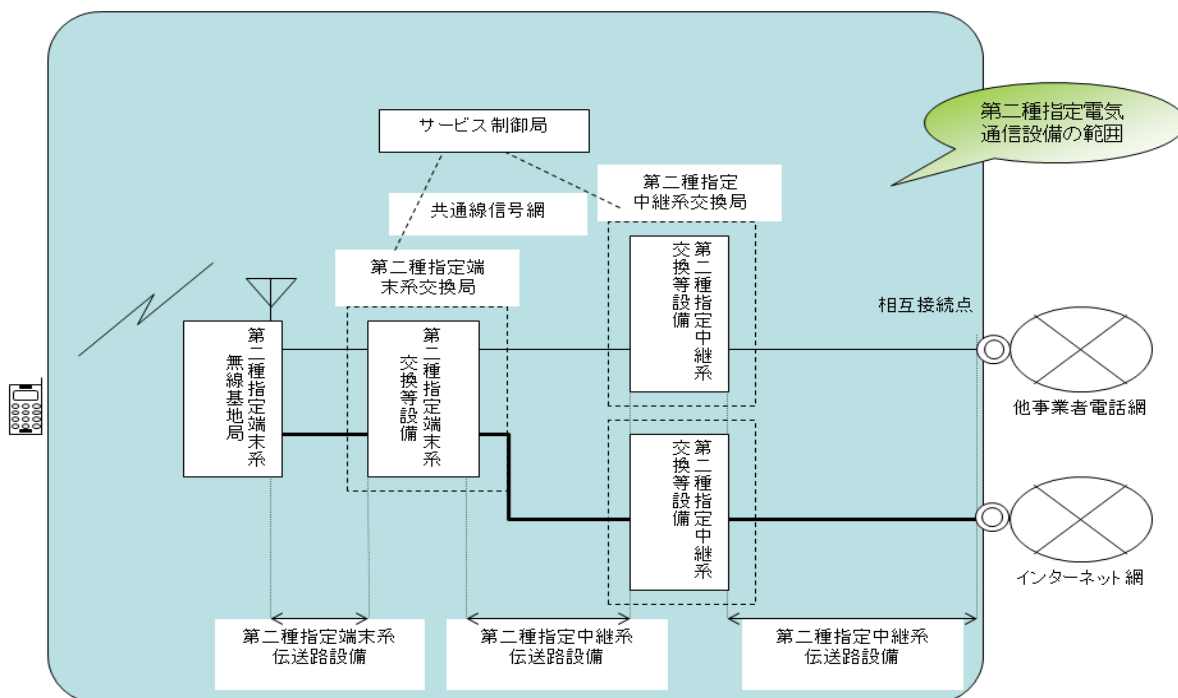 第二種指定電気
通信設備の範囲
サービス制御局
第二種指定
中継系交換局
共通線信号網
第二種指定端
末系交換局
第二種指定中継系
交換等設備
相互接続点
第二種指定端末系
無線基地局
第二種指定端末系
交換等設備
他事業者電話網
第二種指定中継系
交換等設備
インターネット網
第二種指定端末系
伝送路設備
第二種指定中継系
伝送路設備
第二種指定中継系
伝送路設備